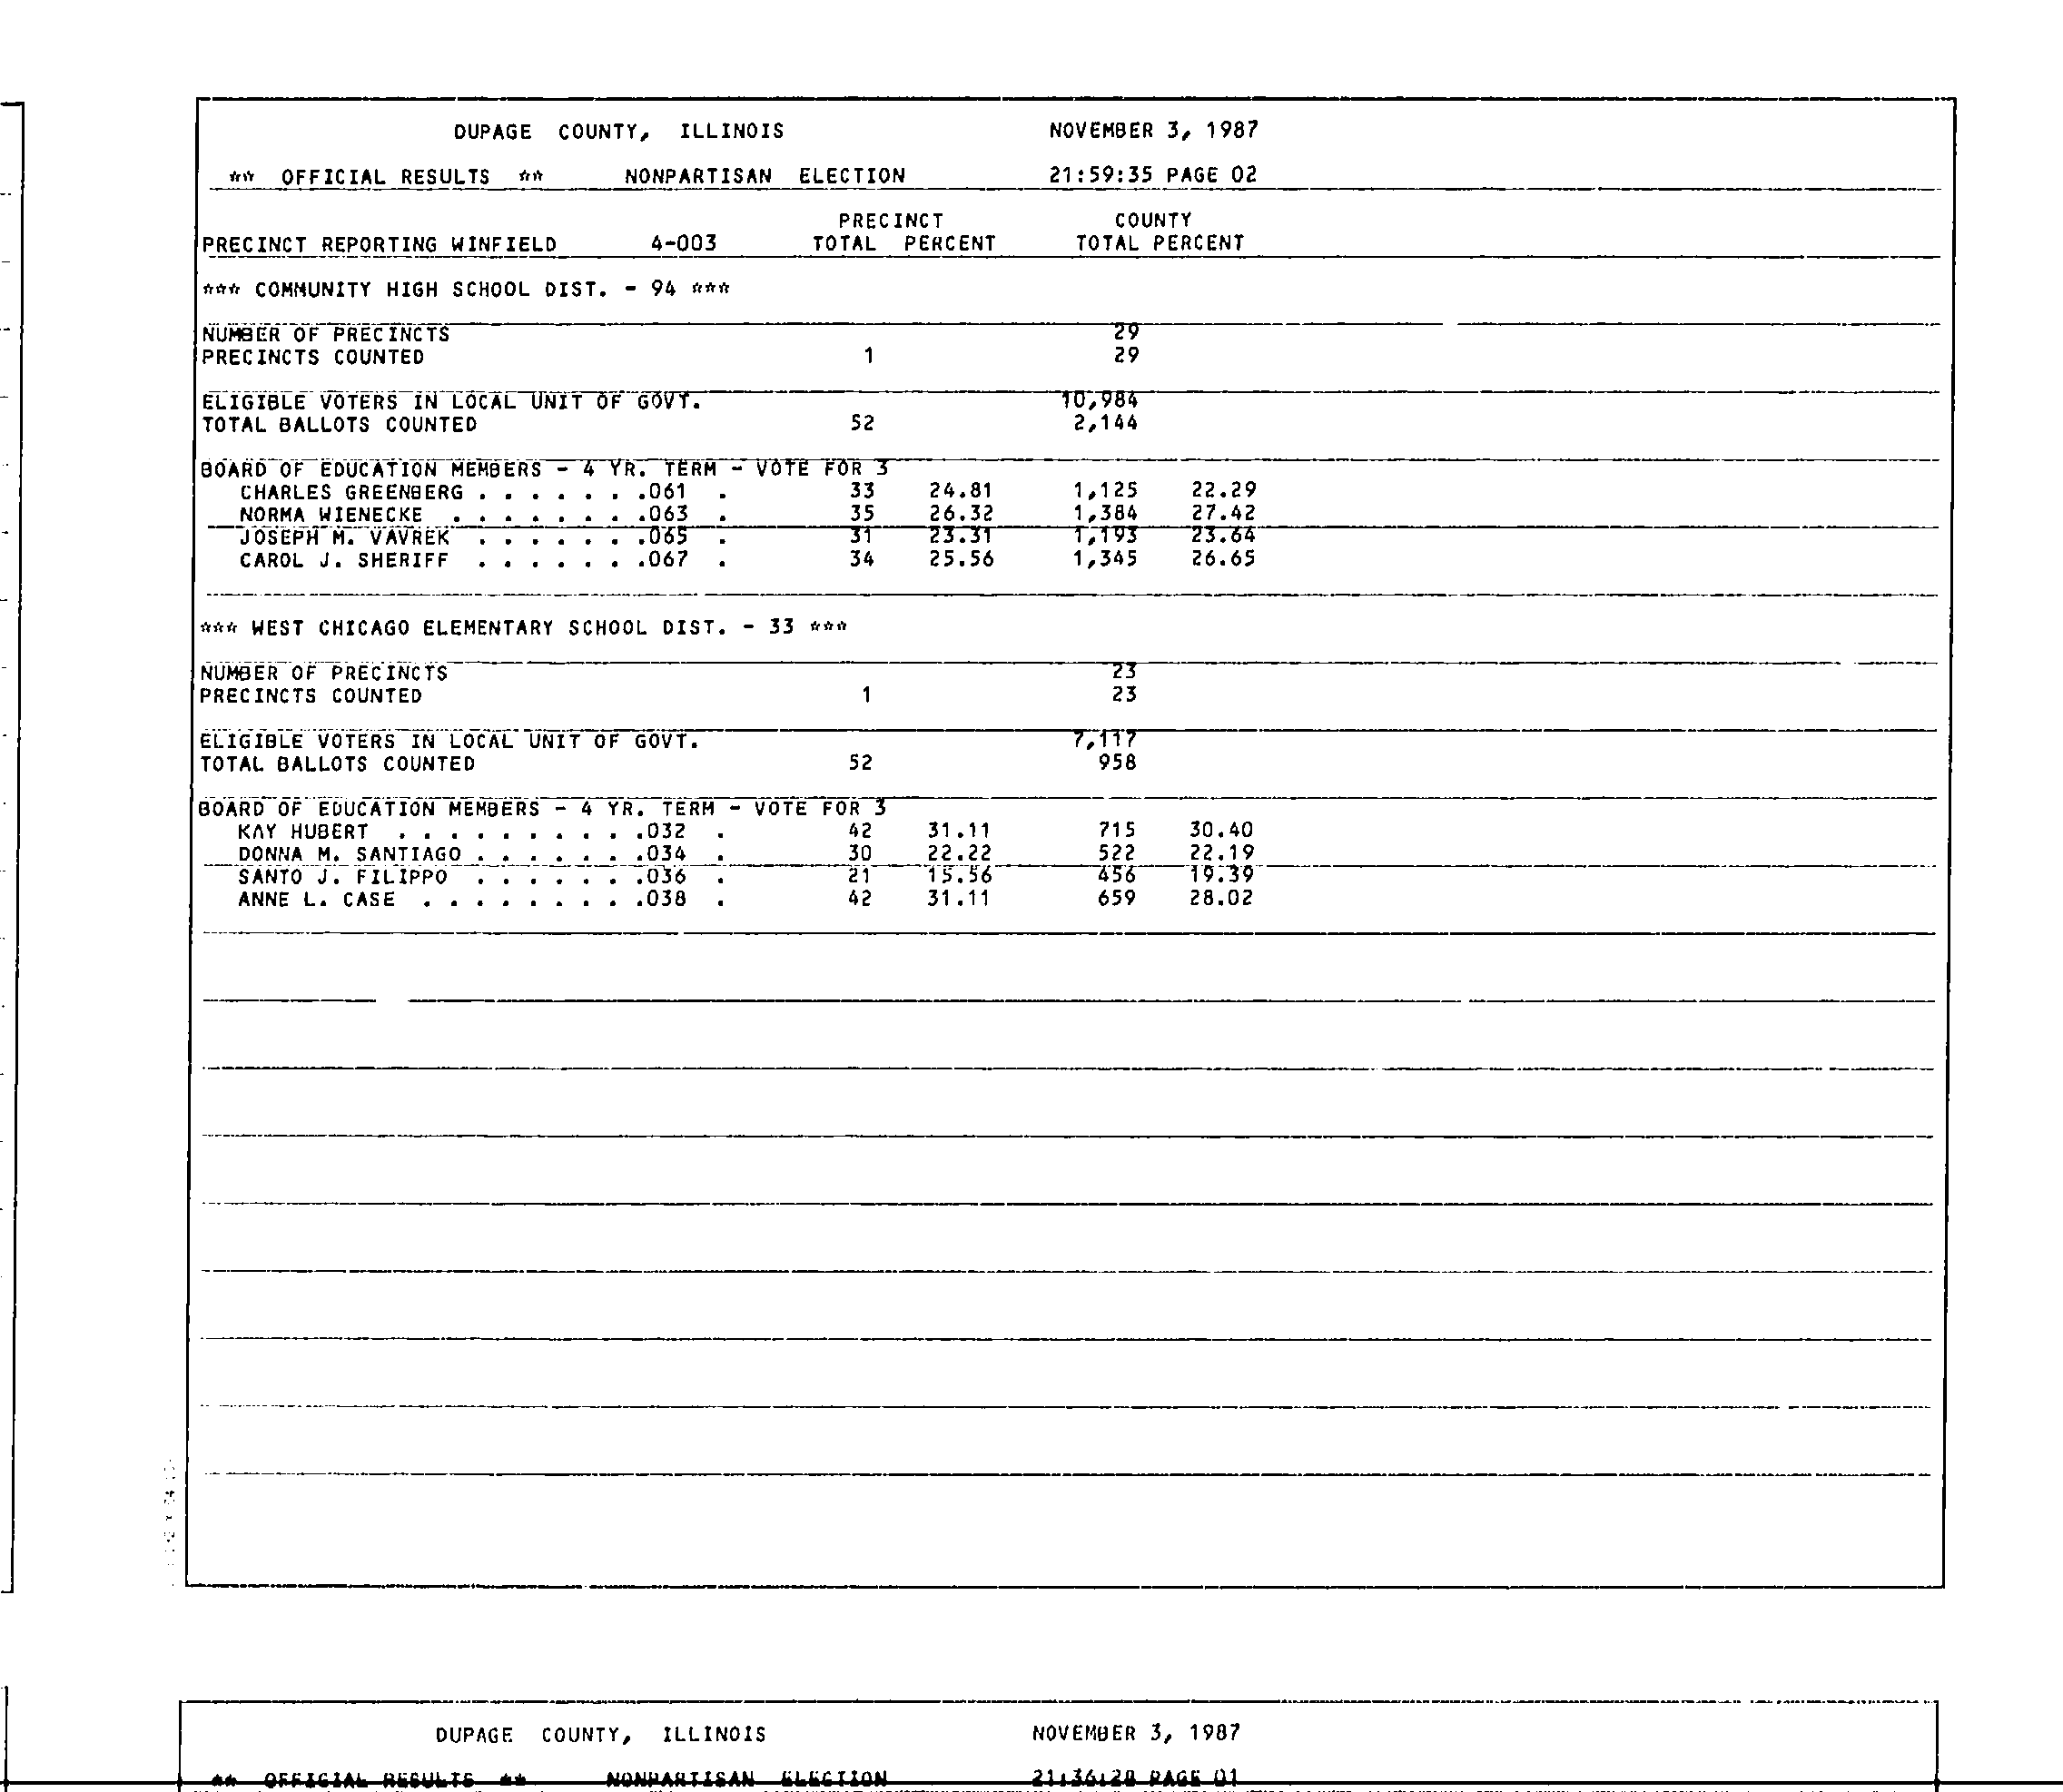 DUPAGE COUNTY, ILLINOIS NOVEMBER 3, 1987
** OFFICIAL RESULTS ** NONPARTISAN ELECTION 21:59:35 PAGE 02
PRECINCT COUNTY
PRECINCT REPORTING WINFIELD 4-003 TOTAL PERCENT TOTAL PERCENT
*** COMMUNITY HIGH SCHOOL DIST. - 94 ***
NUMBER OF PRECINCTS 29
PRECINCTS COUNTED 1 29
ELIGIBLE VOTERS IN LOCAL UNIT OF GOVT. 10,984
TOTAL BALLOTS COUNTED 52 2,144
BOARD OF EDUCATION MEMBERS - 4 YR. TERM - VOTE FOR 3
CHARLES GREENBERG . . . . . . .061 . 33 24.81 1,125 22.29
NORMA WIENECKE . . . . . . . .063 . 35 26.32 1,384 27.42
JOSEPH M. VAVREK . . . . . . .065 . 31 23.31 1,193 23.64
CAROL J. SHERIFF . . . . . . .067 . 34 25.56 1,345 26.65
*** WEST CHICAGO ELEMENTARY SCHOOL DIST. - 33 ***
NUMBER OF PRECINCTS 23
PRECINCTS COUNTED 1 23
ELIGIBLE VOTERS IN LOCAL UNIT OF GOVT. 7,117
TOTAL BALLOTS COUNTED 52 958
BOARD OF EDUCATION MEMBERS - 4 YR. TERM - VOTE FOR 3
KAY HUBERT . . . . . . . . . .032 . 42 31.11 715 30.40
DONNA M. SANTIAGO . . . . . . .034 . 30 22.22 522 22.19
SANTO J. FILIPPO . . . . . . .036 . 21 15.56 456 19.39
ANNE L. CASE . . . . . . . . .038 . 42 31.11 659 28.02
DUPAGE COUNTY, ILLINOIS NOVEMBER 3, 1987
** OFFICIAL RESULTS ** NONPARTISAN ELECTION 21:36:28 PAGE 01